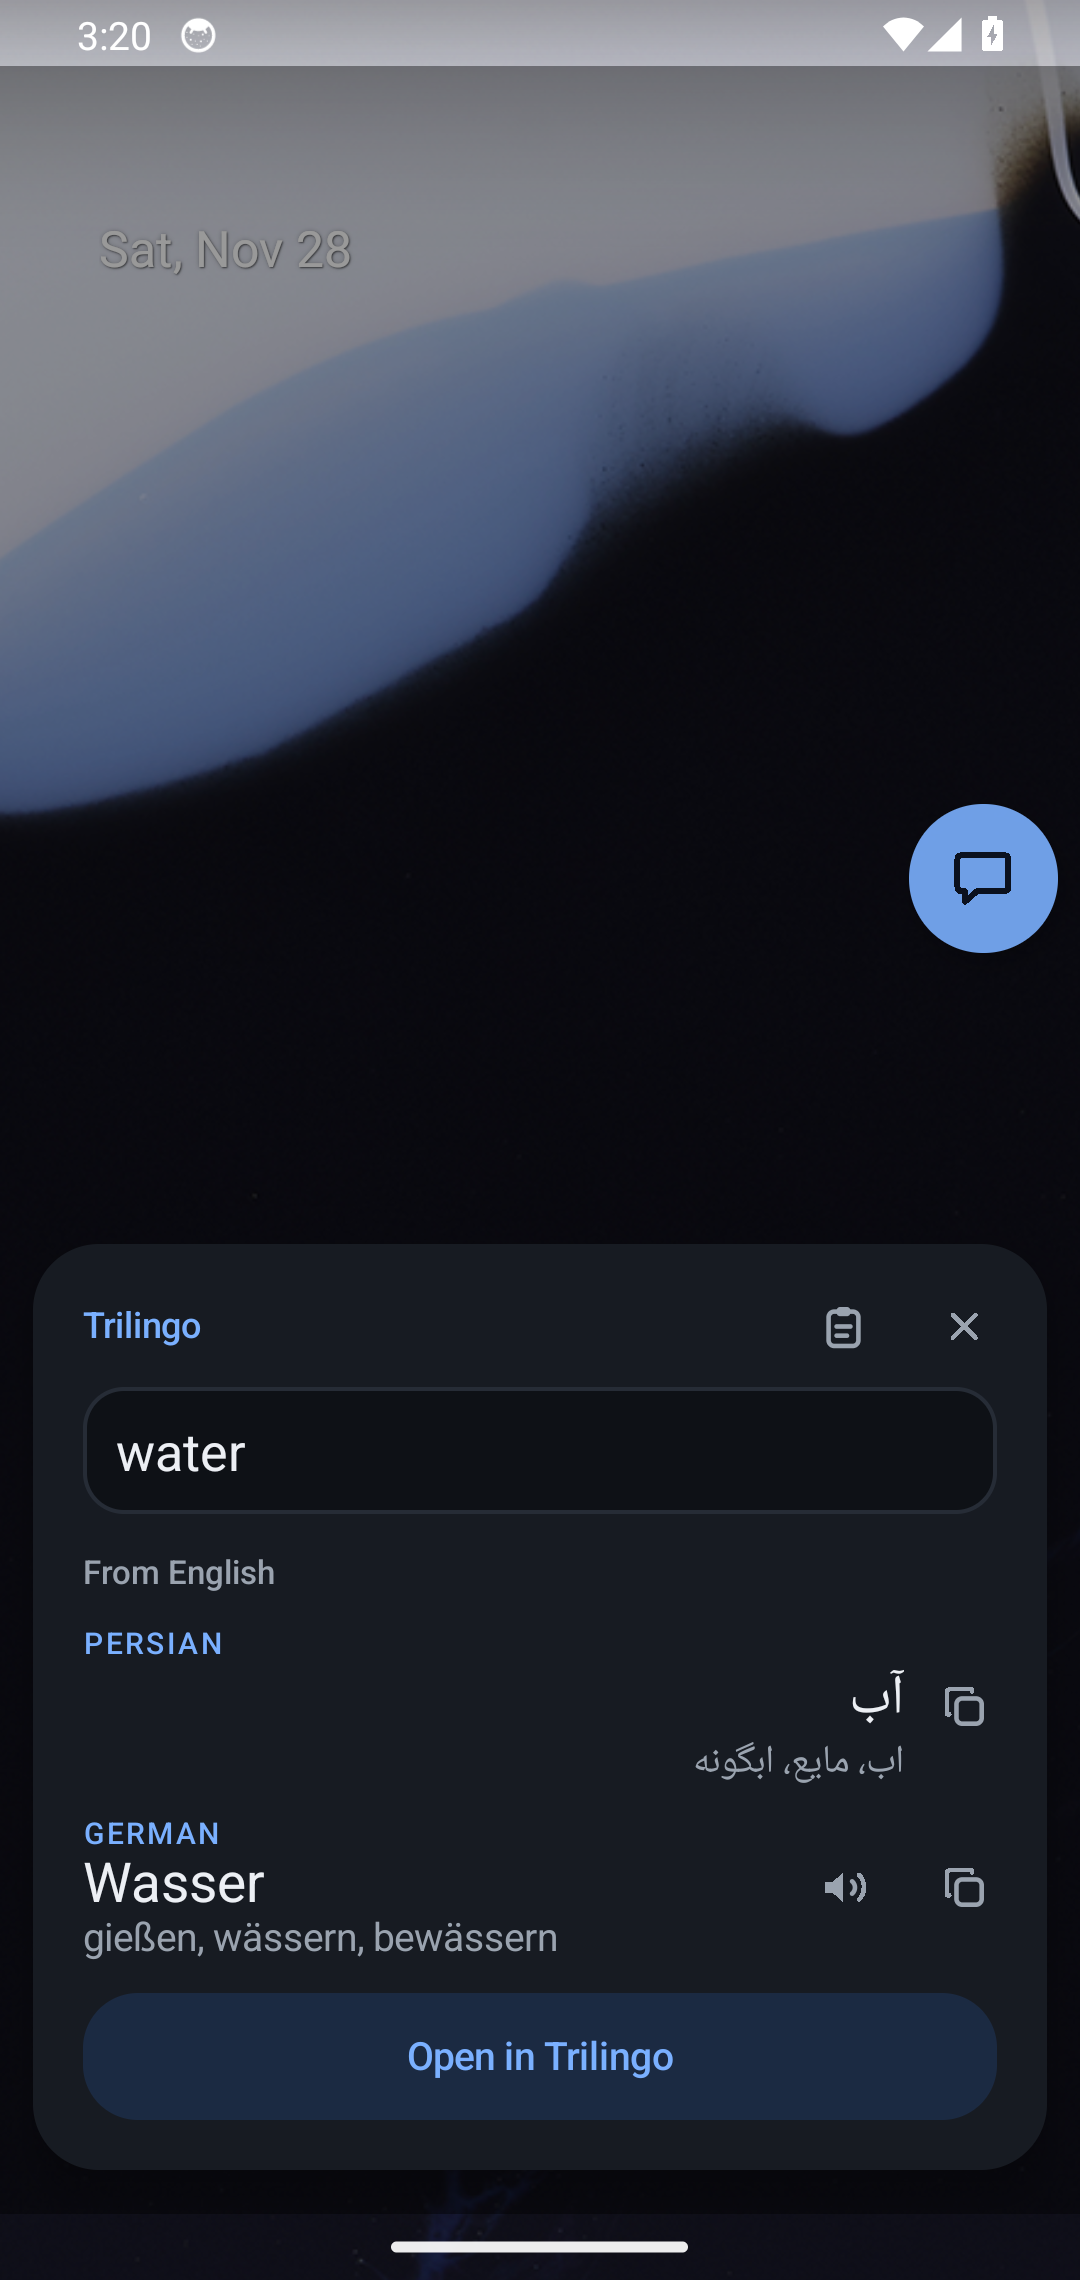 3:20
Sat, Nov 28
Trilingo
water
From English
PERSIAN
آب
اب، مایع، ابگونه
GERMAN
Wasser
gießen, wässern, bewässern
Open in Trilingo